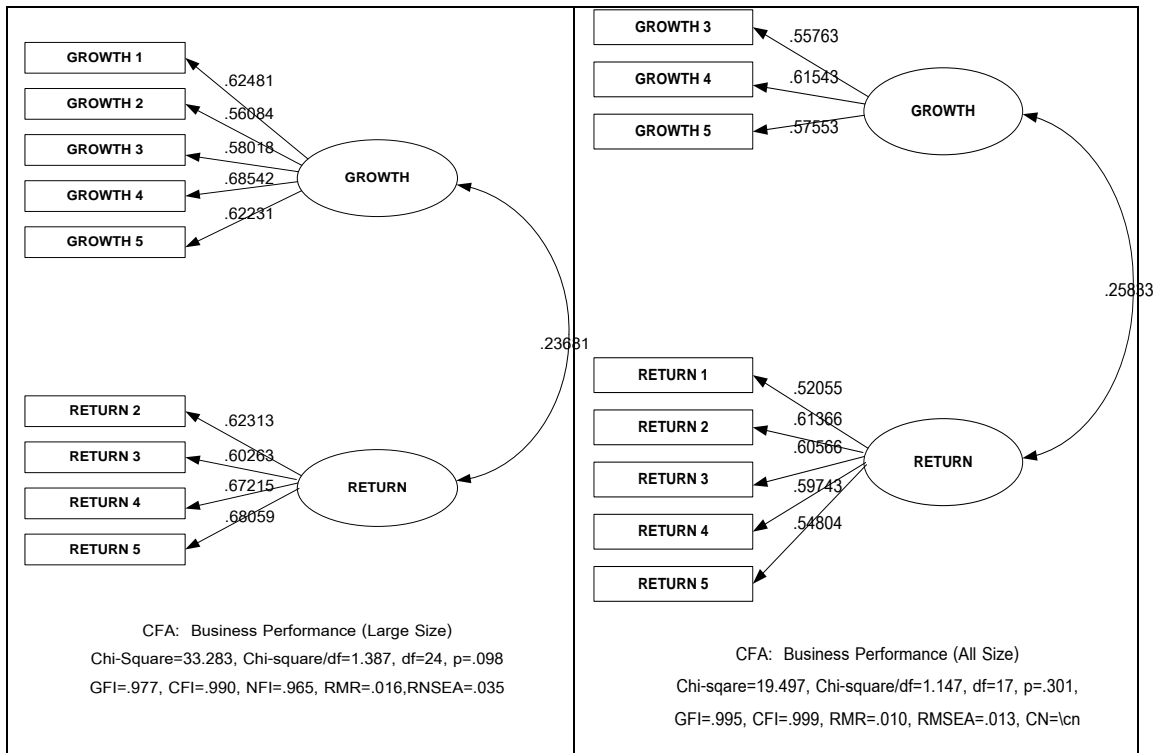 GROWTH 1
GROWTH 2
GROWTH 3
GROWTH 4
GROWTH 5
.62481
.56084
.58018
.68542
.62231
GROWTH
.23681
RETURN 2
RETURN 3
RETURN 4
RETURN 5
.62313
.60263
.67215
.68059
RETURN
CFA: Business Performance (Large Size)
Chi-Square=33.283, Chi-square/df=1.387, df=24, p=.098
GFI=.977, CFI=.990, NFI=.965, RMR=.016,RNSEA=.035
GROWTH 3
GROWTH 4
GROWTH 5
.55763
.61543
.57553
GROWTH
.25833
RETURN 1
RETURN 2
RETURN 3
RETURN 4
RETURN 5
.52055
.61366
.60566
.59743
.54804
RETURN
CFA: Business Performance (All Size)
Chi-sqare=19.497, Chi-square/df=1.147, df=17, p=.301,
GFI=.995, CFI=.999, RMR=.010, RMSEA=.013, CN=\cn